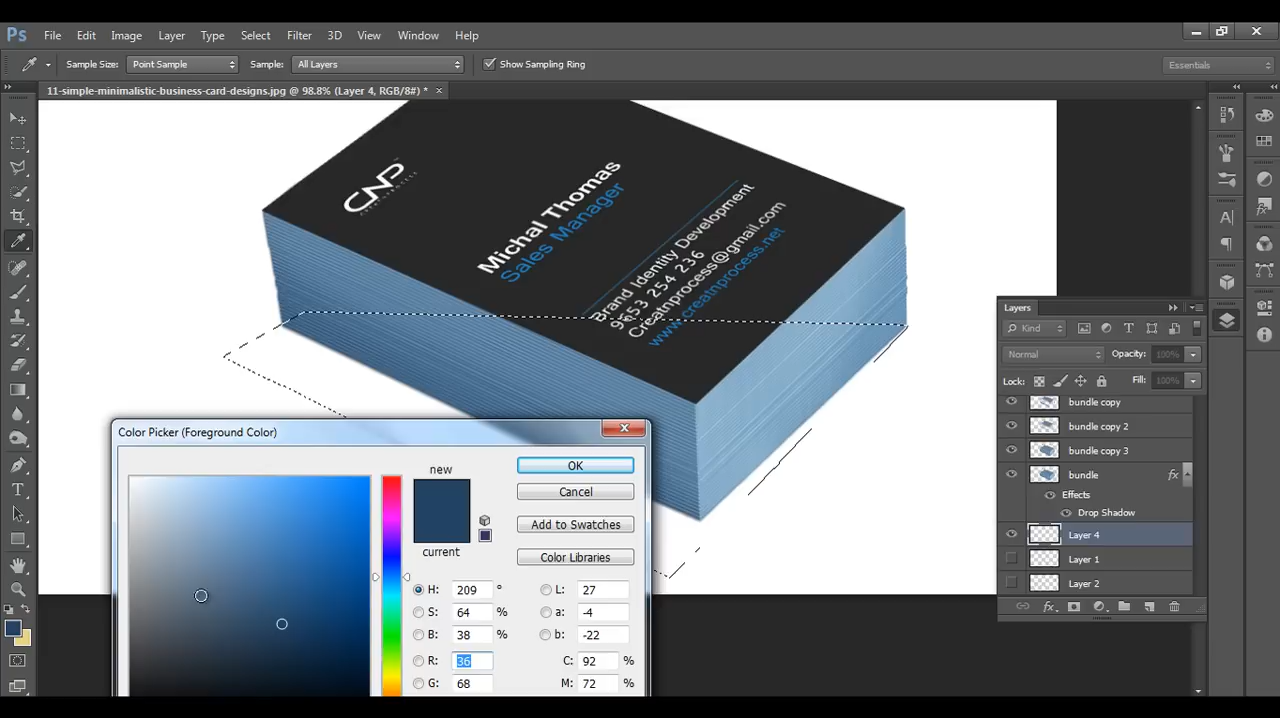 Ps File Edit Image Layer Type Select Filter 3D View Window Help
Sample Size: Point Sample Sample: All Layers Show Sampling Ring Essentials
11-simple-minimalistic-business-card-designs.jpg @ 98.8% (Layer 4, RGB/8#) * ×
CNP
Michal Thomas
Sales Manager
Brand Identity Development
9653 254 236
Creatnprocess@gmail.com
www.creatnprocess.net
Layers
Kind
Normal Opacity: 100%
Lock: Fill: 100%
bundle copy
bundle copy 2
bundle copy 3
bundle fx
Effects
Drop Shadow
Layer 4
Layer 1
Layer 2
Color Picker (Foreground Color)
new
current
OK
Cancel
Add to Swatches
Color Libraries
H: 209 °
S: 64 %
B: 38 %
R: 36
G: 68
L: 27
a: -4
b: -22
C: 92 %
M: 72 %